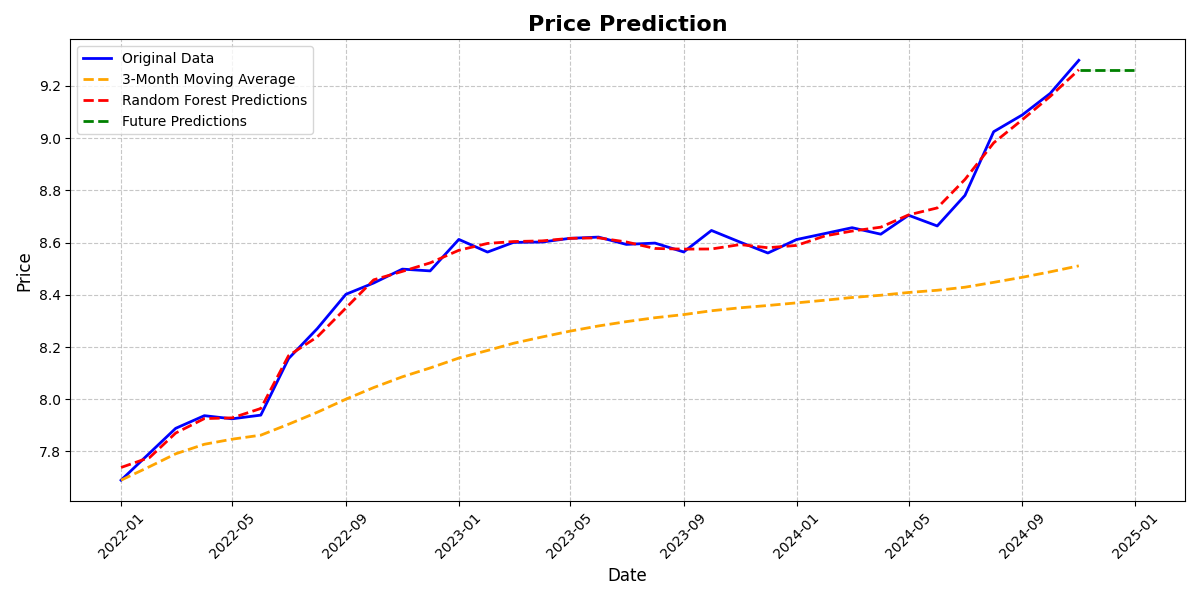 Price Prediction
Original Data
3-Month Moving Average
Random Forest Predictions
Future Predictions
Price
9.2
9.0
8.8
8.6
8.4
8.2
8.0
7.8
2022-01
2022-05
2022-09
2023-01
2023-05
2023-09
2024-01
2024-05
2024-09
2025-01
Date